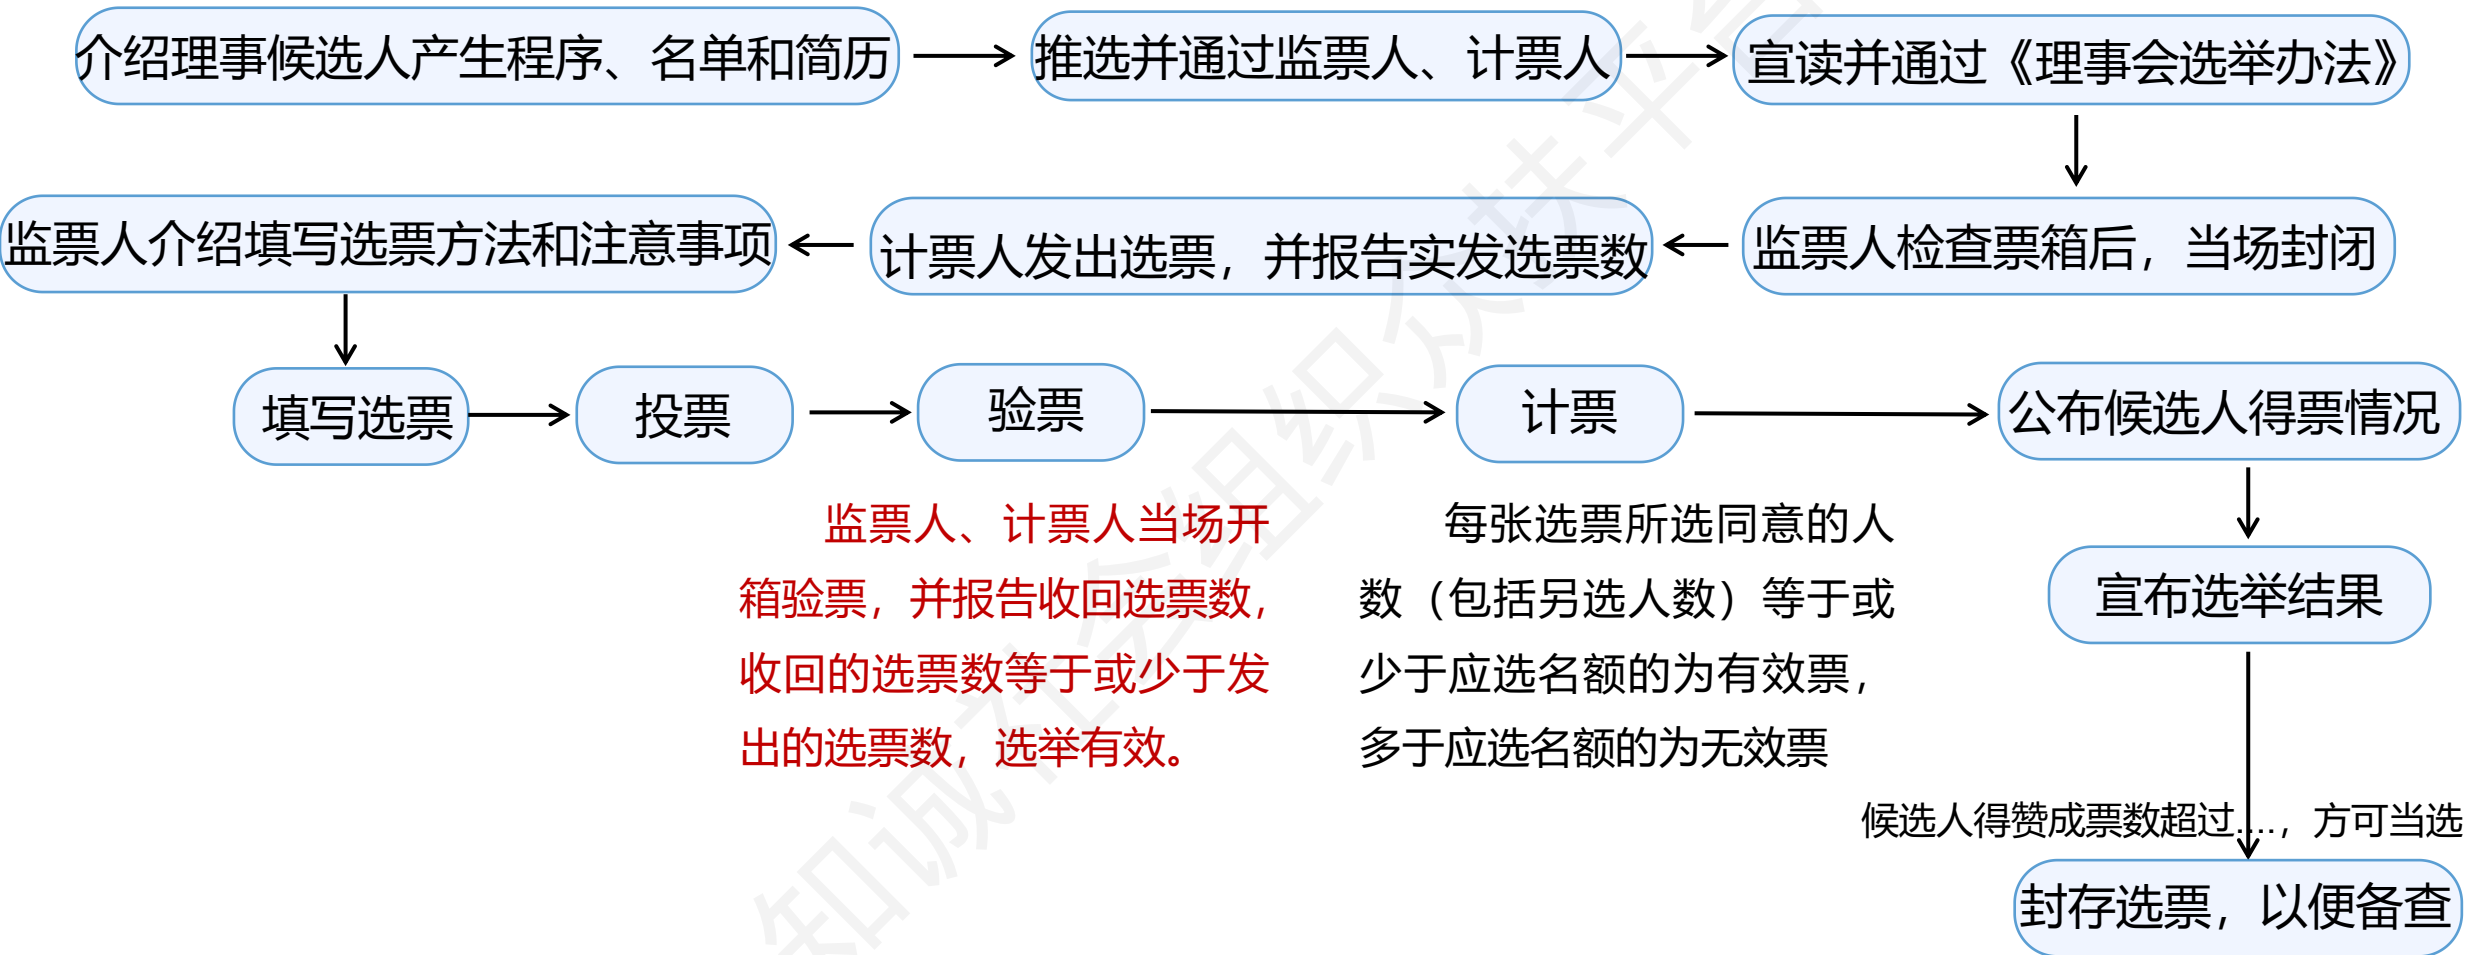 介绍理事候选人产生程序、名单和简历
推选并通过监票人、计票人
宣读并通过《理事会选举办法》
监票人检查票箱后，当场封闭
计票人发出选票，并报告实发选票数
监票人介绍填写选票方法和注意事项
填写选票
投票
验票
计票
公布候选人得票情况
监票人、计票人当场开
箱验票，并报告收回选票数，
收回的选票数等于或少于发
出的选票数，选举有效。
每张选票所选同意的人
数（包括另选人数）等于或
少于应选名额的为有效票，
多于应选名额的为无效票
宣布选举结果
候选人得赞成票数超过....，方可当选
封存选票，以便备查
知诚社会组织众扶平台